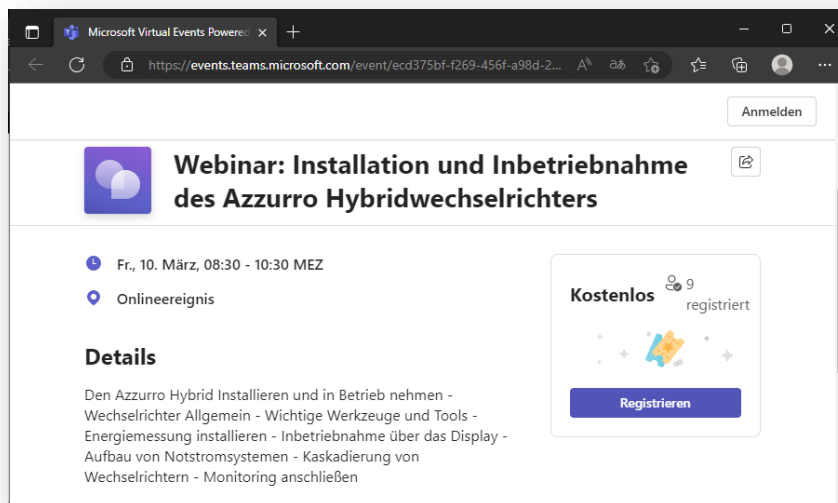 Microsoft Virtual Events Powered
https://events.teams.microsoft.com/event/ecd375bf-f269-456f-a98d-2...
Anmelden
Webinar: Installation und Inbetriebnahme
des Azzurro Hybridwechselrichters
Fr., 10. März, 08:30 - 10:30 MEZ
Onlineereignis
Kostenlos
9
registriert
Registrieren
Details
Den Azzurro Hybrid Installieren und in Betrieb nehmen -
Wechselrichter Allgemein - Wichtige Werkzeuge und Tools -
Energiemessung installieren - Inbetriebnahme über das Display -
Aufbau von Notstromsystemen - Kaskadierung von
Wechselrichtern - Monitoring anschließen